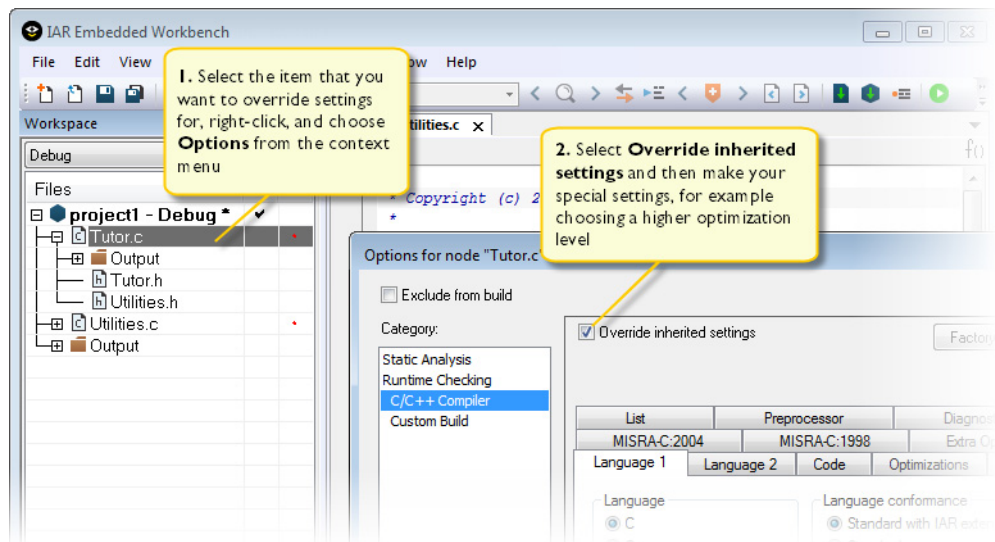 IAR Embedded Workbench
File Edit View
ow Help
1. Select the item that you
want to override settings
for, right-click, and choose
Options from the context
menu
Workspace
tilities.c x
Debug
f()
2. Select Override inherited
settings and then make your
special settings, for example
choosing a higher optimization
level
Files
* Copyright (c) 2
*
project1 - Debug *
Tutor.c
Output
Tutor.h
Utilities.h
Utilities.c
Output
Options for node "Tutor.c"
Exclude from build
Category:
Static Analysis
Runtime Checking
C/C++ Compiler
Custom Build
Override inherited settings
Factory
List Preprocessor Diagnos
MISRA-C:2004 MISRA-C:1998 Extra Op
Language 1 Language 2 Code Optimizations
Language
C
Language conformance
Standard with IAR exten